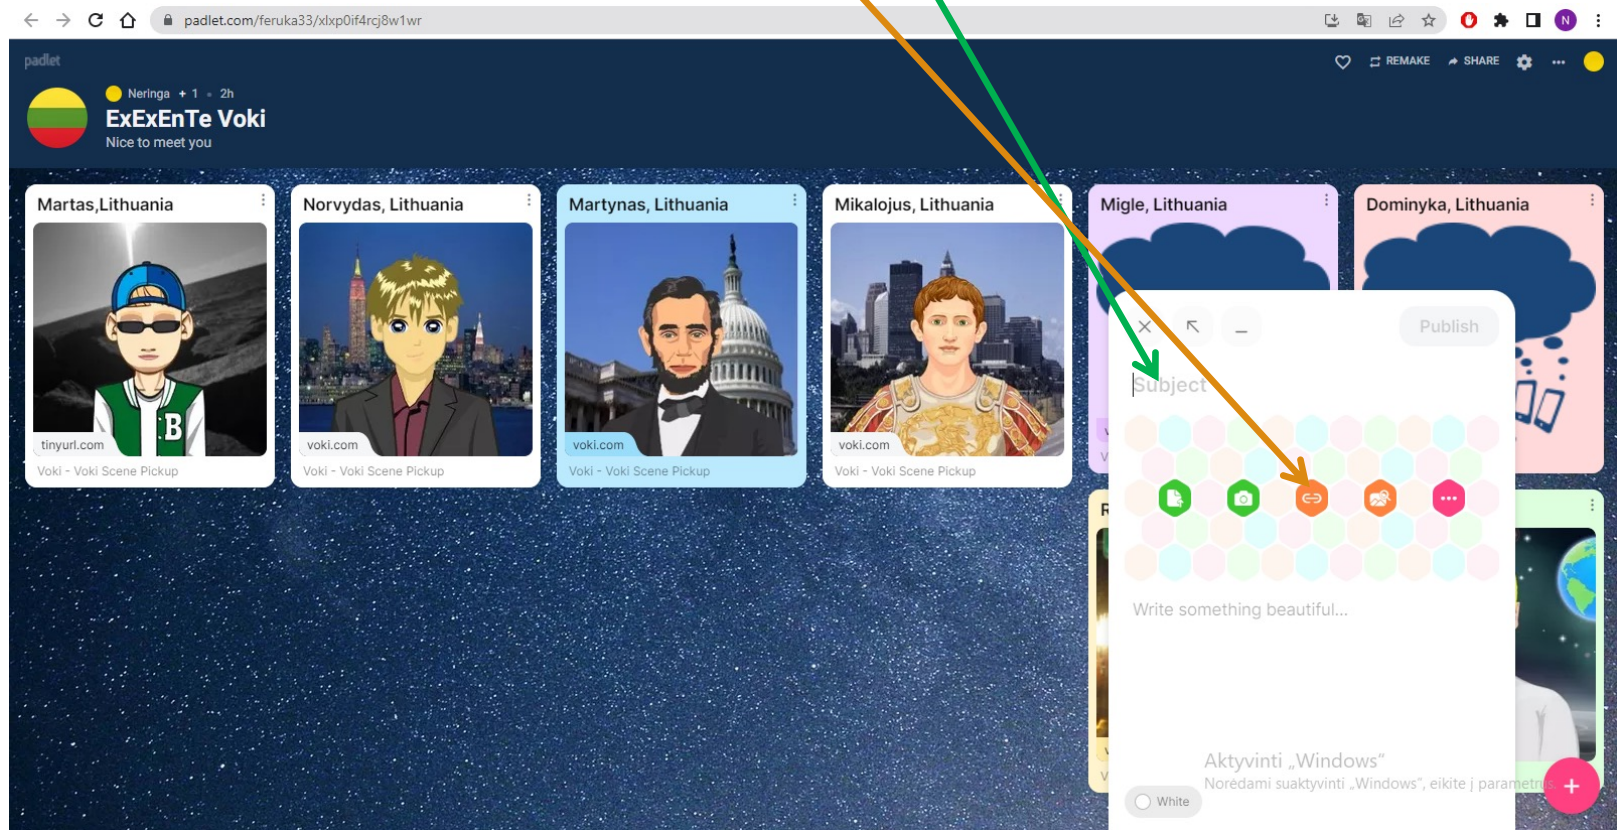 padlet.com/feruka33/xlxp0if4rcj8w1wr
N
padlet
REMAKE
SHARE
Neringa + 1 • 2h
ExExEnTe Voki
Nice to meet you
Martas,Lithuania
Norvydas, Lithuania
Martynas, Lithuania
Mikalojus, Lithuania
Migle, Lithuania
Dominyka, Lithuania
B
tinyurl.com
voki.com
voki.com
voki.com
Voki - Voki Scene Pickup
Voki - Voki Scene Pickup
Voki - Voki Scene Pickup
Voki - Voki Scene Pickup
Publish
Subject
Write something beautiful...
Aktyvinti „Windows“
Norėdami suaktyvinti „Windows“, eikite į parametrus.
White